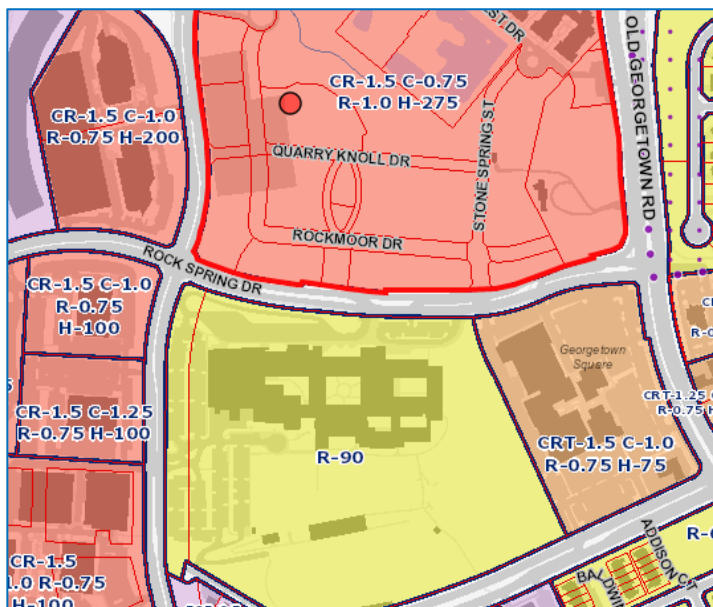 OLD GEORGETOWN RD
CR-1.5 C-0.75
R-1.0 H-275
CR-1.5 C-1.0
R-0.75 H-200
QUARRY KNOLL DR
STONE SPRING ST
ROCKMOOR DR
ROCK SPRING DR
CR-1.5 C-1.0
R-0.75
H-100
Georgetown
Square
CR-1.5 C-1.25
R-0.75 H-100
CRT-1.25 C
R-0.75 H
CRT-1.5 C-1.0
R-0.75 H-75
R-90
CR-1.5
1.0 R-0.75
H-100
ADDISON CT